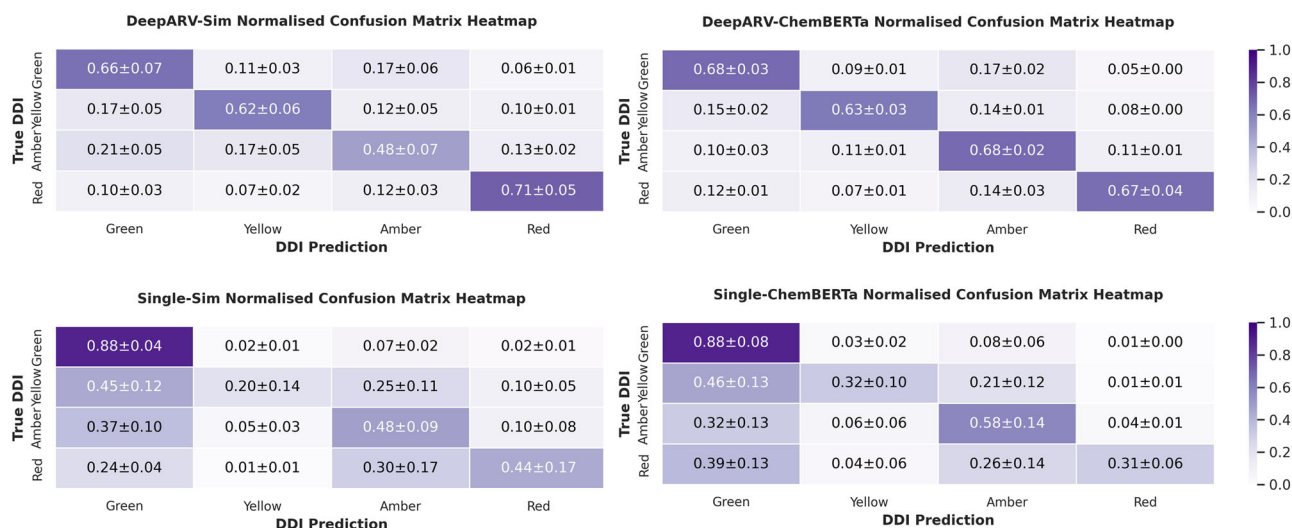 DeepARV-Sim Normalised Confusion Matrix Heatmap
True DDI
Green 0.66±0.07 0.11±0.03 0.17±0.06 0.06±0.01
Yellow 0.17±0.05 0.62±0.06 0.12±0.05 0.10±0.01
Amber 0.21±0.05 0.17±0.05 0.48±0.07 0.13±0.02
Red 0.10±0.03 0.07±0.02 0.12±0.03 0.71±0.05
Green Yellow Amber Red
DDI Prediction
DeepARV-ChemBERTa Normalised Confusion Matrix Heatmap
True DDI
Green 0.68±0.03 0.09±0.01 0.17±0.02 0.05±0.00
Yellow 0.15±0.02 0.63±0.03 0.14±0.01 0.08±0.00
Amber 0.10±0.03 0.11±0.01 0.68±0.02 0.11±0.01
Red 0.12±0.01 0.07±0.01 0.14±0.03 0.67±0.04
Green Yellow Amber Red
DDI Prediction
1.0
0.8
0.6
0.4
0.2
0.0
Single-Sim Normalised Confusion Matrix Heatmap
True DDI
Green 0.88±0.04 0.02±0.01 0.07±0.02 0.02±0.01
Yellow 0.45±0.12 0.20±0.14 0.25±0.11 0.10±0.05
Amber 0.37±0.10 0.05±0.03 0.48±0.09 0.10±0.08
Red 0.24±0.04 0.01±0.01 0.30±0.17 0.44±0.17
Green Yellow Amber Red
DDI Prediction
Single-ChemBERTa Normalised Confusion Matrix Heatmap
True DDI
Green 0.88±0.08 0.03±0.02 0.08±0.06 0.01±0.00
Yellow 0.46±0.13 0.32±0.10 0.21±0.12 0.01±0.01
Amber 0.32±0.13 0.06±0.06 0.58±0.14 0.04±0.01
Red 0.39±0.13 0.04±0.06 0.26±0.14 0.31±0.06
Green Yellow Amber Red
DDI Prediction
1.0
0.8
0.6
0.4
0.2
0.0